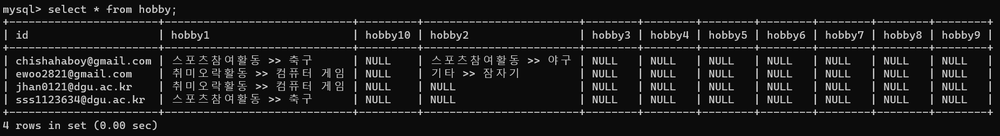 mysql> select * from hobby;
+-----------------------+-----------------------------+---------+------------------------+--------+--------+--------+--------+--------+--------+--------+
| id | hobby1 | hobby10 | hobby2 | hobby3 | hobby4 | hobby5 | hobby6 | hobby7 | hobby8 | hobby9 |
+-----------------------+-----------------------------+---------+------------------------+--------+--------+--------+--------+--------+--------+--------+
| chishahaboy@gmail.com | 스포츠참여활동 >> 축구 | NULL | 스포츠참여활동 >> 야구 | NULL | NULL | NULL | NULL | NULL | NULL | NULL |
| ewoo2821@gmail.com | 취미오락활동 >> 컴퓨터 게임 | NULL | 기타 >> 잠자기 | NULL | NULL | NULL | NULL | NULL | NULL | NULL |
| jhan0121@dgu.ac.kr | 취미오락활동 >> 컴퓨터 게임 | NULL | NULL | NULL | NULL | NULL | NULL | NULL | NULL | NULL |
| sss1123634@dgu.ac.kr | 스포츠참여활동 >> 축구 | NULL | NULL | NULL | NULL | NULL | NULL | NULL | NULL | NULL |
+-----------------------+-----------------------------+---------+------------------------+--------+--------+--------+--------+--------+--------+--------+
4 rows in set (0.00 sec)